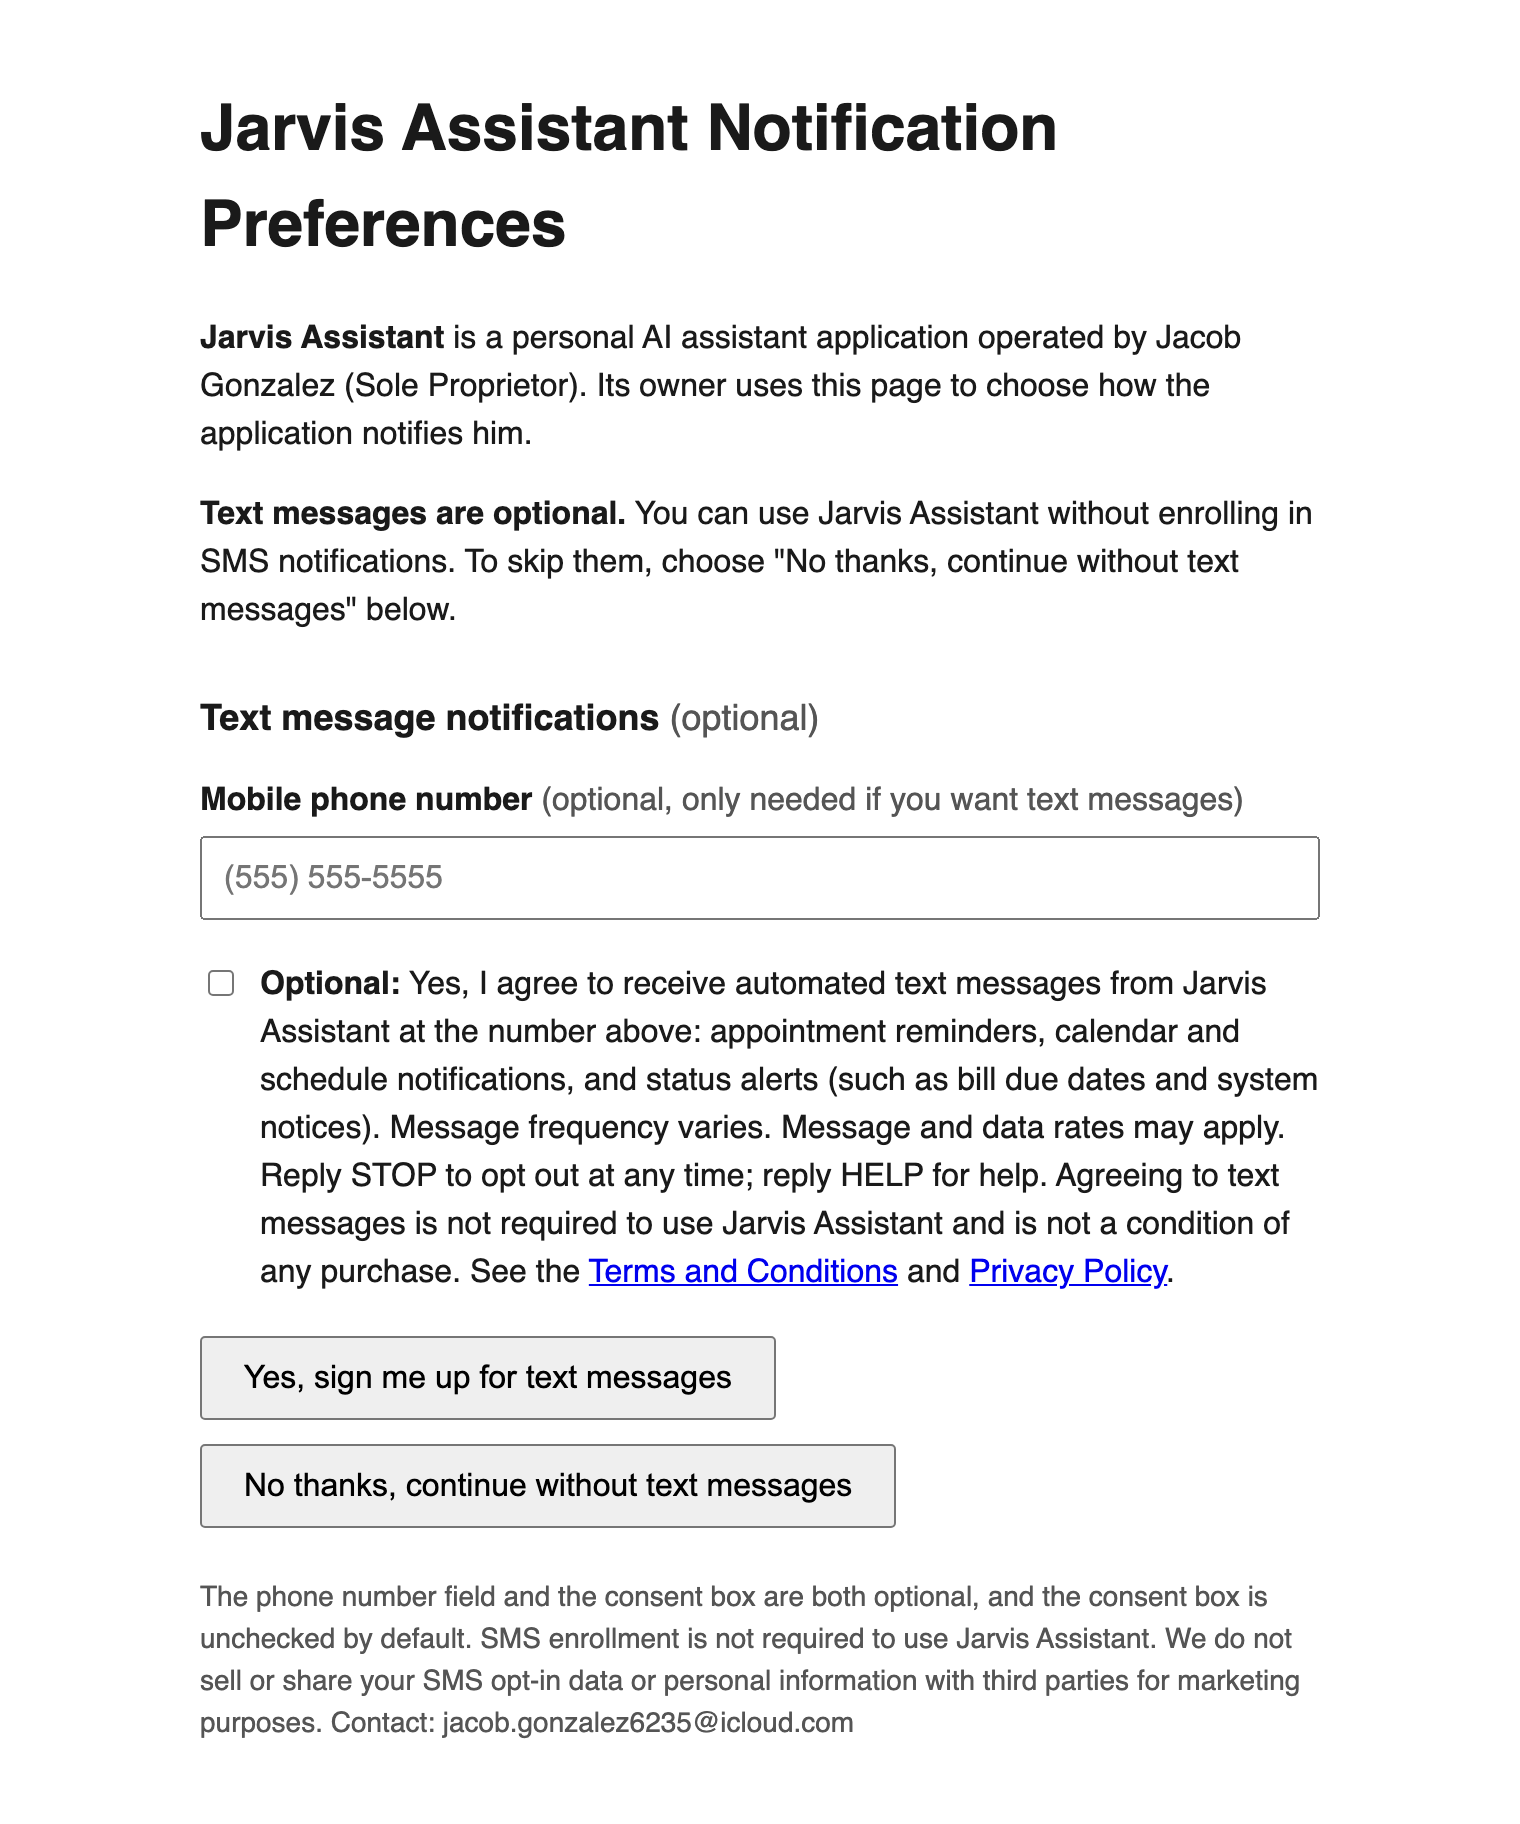 Jarvis Assistant Notification
Preferences
Jarvis Assistant is a personal AI assistant application operated by Jacob
Gonzalez (Sole Proprietor). Its owner uses this page to choose how the
application notifies him.
Text messages are optional. You can use Jarvis Assistant without enrolling in
SMS notifications. To skip them, choose "No thanks, continue without text
messages" below.
Text message notifications (optional)
Mobile phone number (optional, only needed if you want text messages)
(555) 555-5555
Optional: Yes, I agree to receive automated text messages from Jarvis
Assistant at the number above: appointment reminders, calendar and
schedule notifications, and status alerts (such as bill due dates and system
notices). Message frequency varies. Message and data rates may apply.
Reply STOP to opt out at any time; reply HELP for help. Agreeing to text
messages is not required to use Jarvis Assistant and is not a condition of
any purchase. See the Terms and Conditions and Privacy Policy.
Yes, sign me up for text messages
No thanks, continue without text messages
The phone number field and the consent box are both optional, and the consent box is
unchecked by default. SMS enrollment is not required to use Jarvis Assistant. We do not
sell or share your SMS opt-in data or personal information with third parties for marketing
purposes. Contact: jacob.gonzalez6235@icloud.com